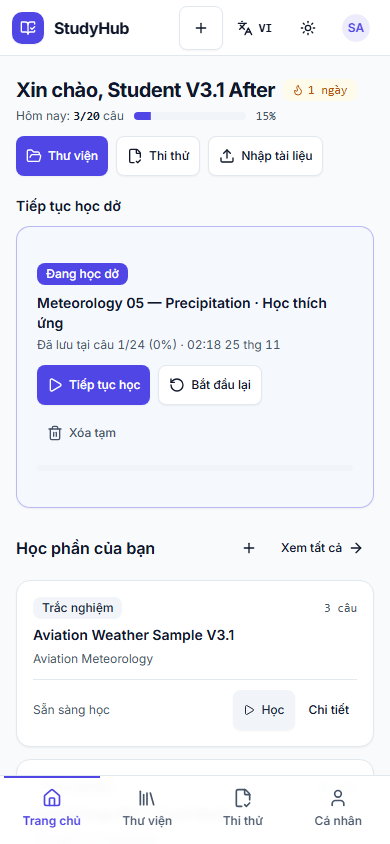 StudyHub
VI
SA
Xin chào, Student V3.1 After
1 ngày
Hôm nay: 3/20 câu
15%
Thư viện
Thi thử
Nhập tài liệu
Tiếp tục học dở
Đang học dở
Meteorology 05 — Precipitation · Học thích
ứng
Đã lưu tại câu 1/24 (0%) · 02:18 25 thg 11
Tiếp tục học
Bắt đầu lại
Xóa tạm
Học phần của bạn
Xem tất cả
Trắc nghiệm
3 câu
Aviation Weather Sample V3.1
Aviation Meteorology
Sẵn sàng học
Học
Chi tiết
Trang chủ
Thư viện
Thi thử
Cá nhân